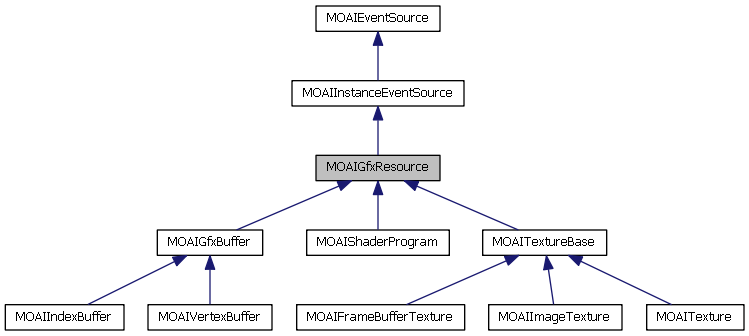 MOAIEventSource
MOAIInstanceEventSource
MOAIGfxResource
MOAIGfxBuffer
MOAIShaderProgram
MOAITextureBase
MOAIIndexBuffer
MOAIVertexBuffer
MOAIFrameBufferTexture
MOAIImageTexture
MOAITexture